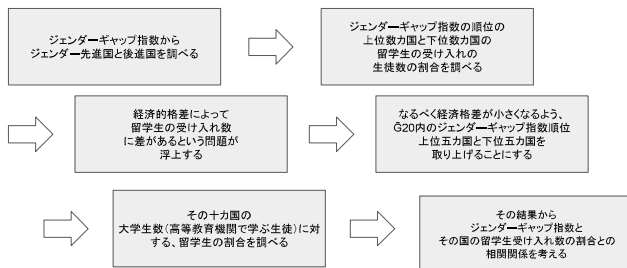 ジェンダーギャップ指数から
ジェンダー先進国と後進国を調べる
ジェンダーギャップ指数の順位の
上位数カ国と下位数カ国の
留学生の受け入れの
生徒数の割合を調べる
経済的格差によって
留学生の受け入れ数
に差があるという問題が
浮上する
なるべく経済格差が小さくなるよう、
G20内のジェンダーギャップ指数順位
上位五カ国と下位五カ国を
取り上げることにする
その十カ国の
大学生数(高等教育機関で学ぶ生徒)に対
する、留学生の割合を調べる
その結果から
ジェンダーギャップ指数と
その国の留学生受け入れ数の割合との
相関関係を考える